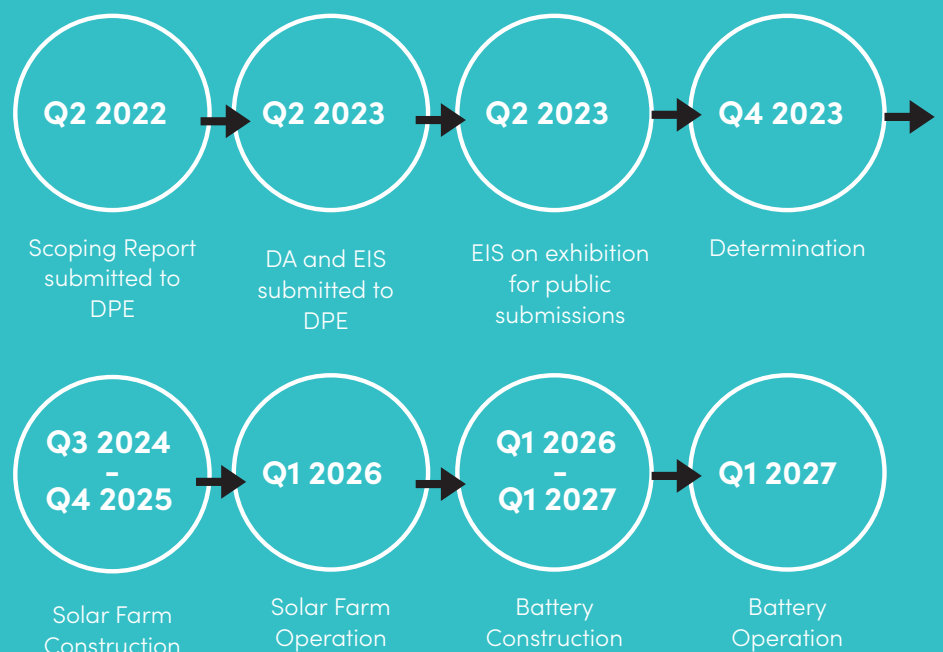 Q2 2022
Q2 2023
Q2 2023
Q4 2023
Scoping Report
submitted to
DPE
DA and EIS
submitted to
DPE
EIS on exhibition
for public
submissions
Determination
Q3 2024
-
Q4 2025
Q1 2026
Q1 2026
-
Q1 2027
Q1 2027
Solar Farm
Construction
Solar Farm
Operation
Battery
Construction
Battery
Operation